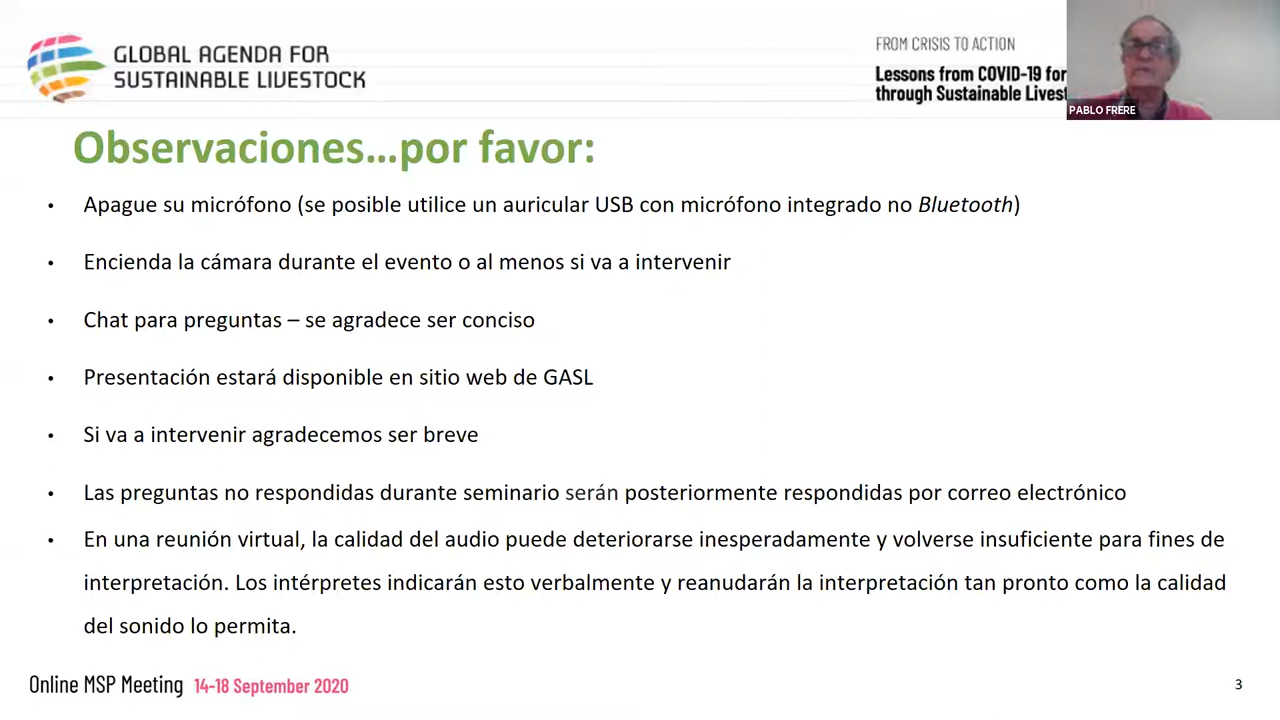 GLOBAL AGENDA FOR
SUSTAINABLE LIVESTOCK
FROM CRISIS TO ACTION
Lessons from COVID-19 for
through Sustainable
PABLO FRERE
Observaciones...por favor:
• Apague su micrófono (se posible utilice un auricular USB con micrófono integrado no Bluetooth)
• Encienda la cámara durante el evento o al menos si va a intervenir
• Chat para preguntas – se agradece ser conciso
• Presentación estará disponible en sitio web de GASL
• Si va a intervenir agradecemos ser breve
• Las preguntas no respondidas durante seminario serán posteriormente respondidas por correo electrónico
• En una reunión virtual, la calidad del audio puede deteriorarse inesperadamente y volverse insuficiente para fines de
interpretación. Los intérpretes indicarán esto verbalmente y reanudarán la interpretación tan pronto como la calidad
del sonido lo permita.
Online MSP Meeting 14-18 September 2020
3